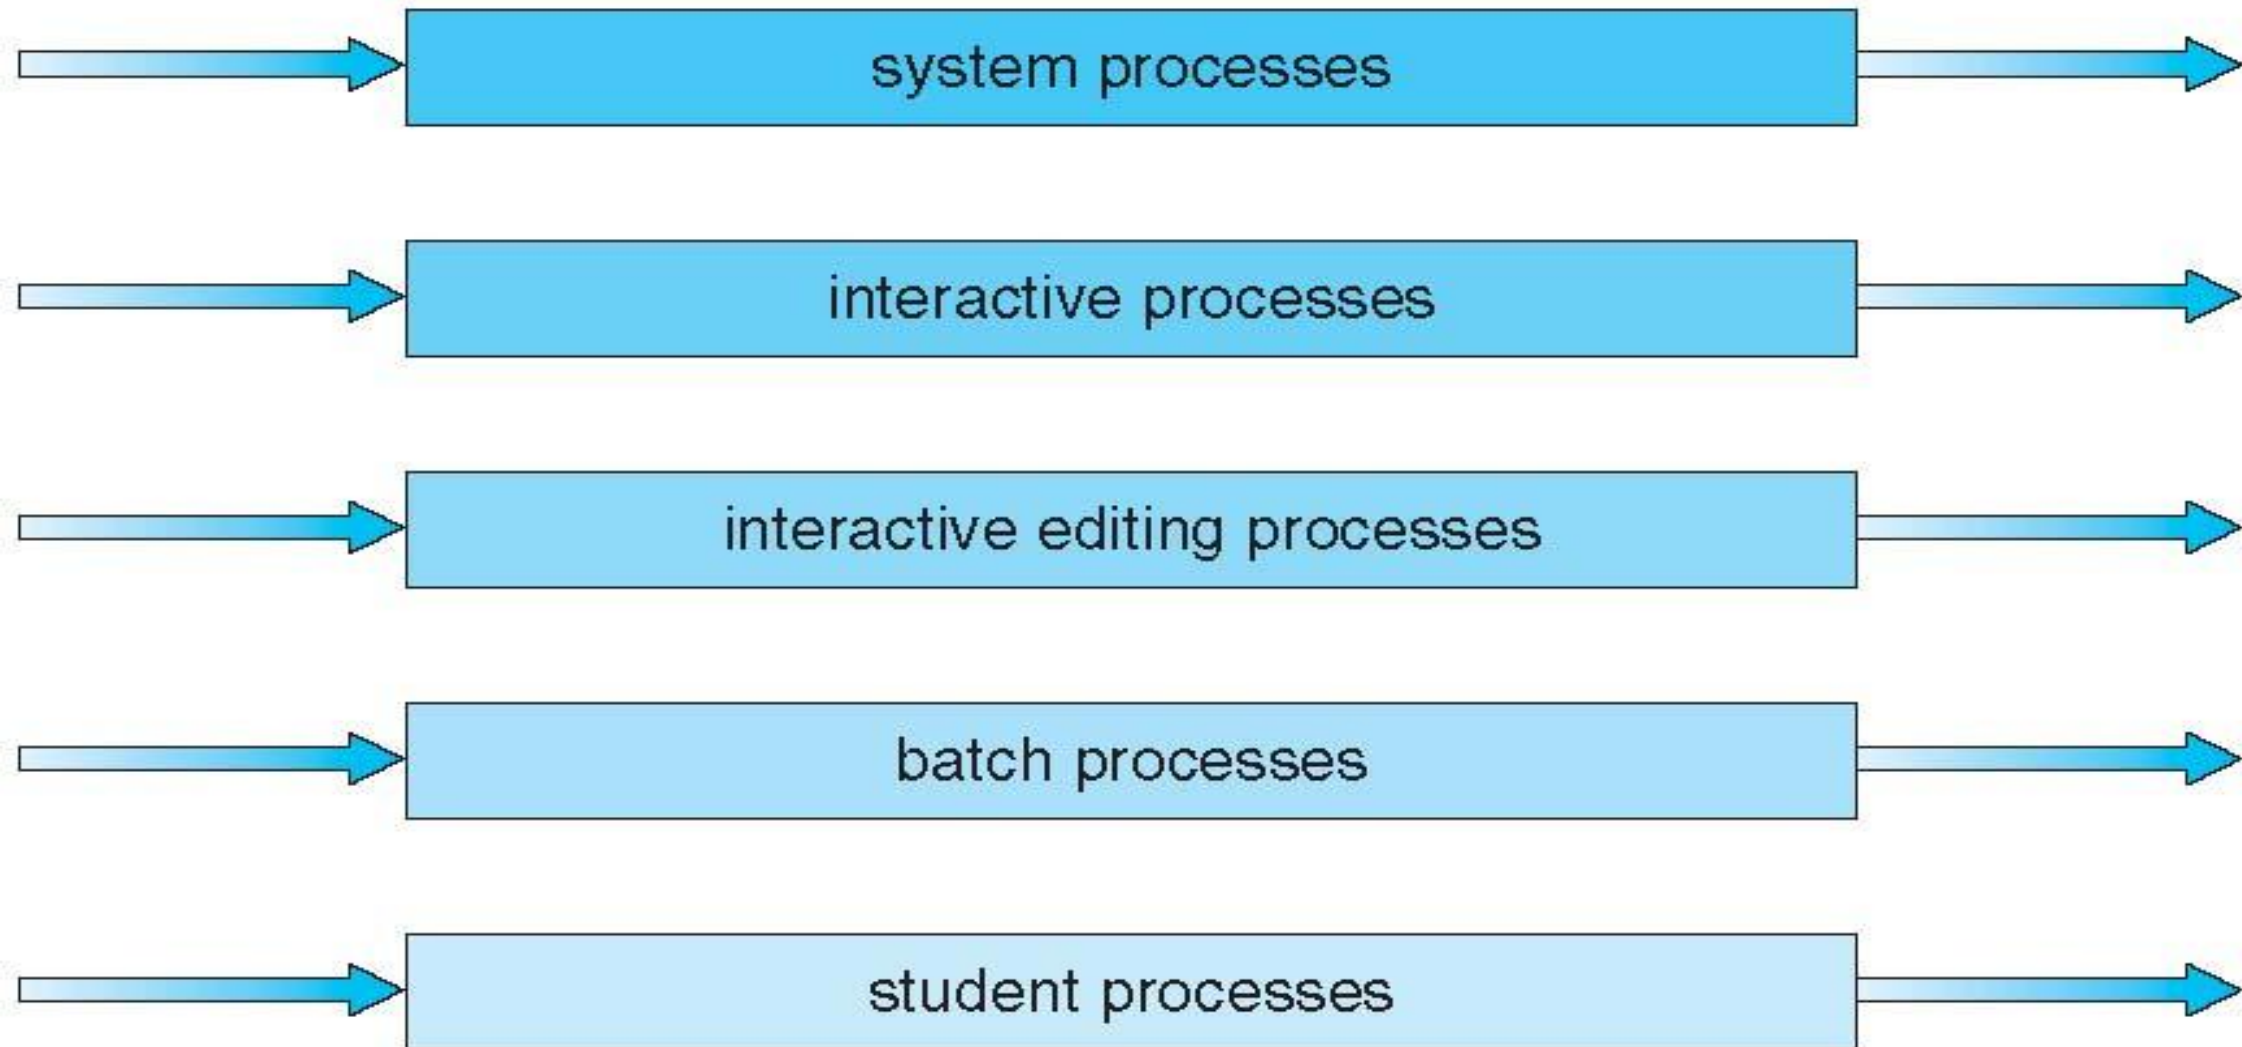 system processes
interactive processes
interactive editing processes
batch processes
student processes